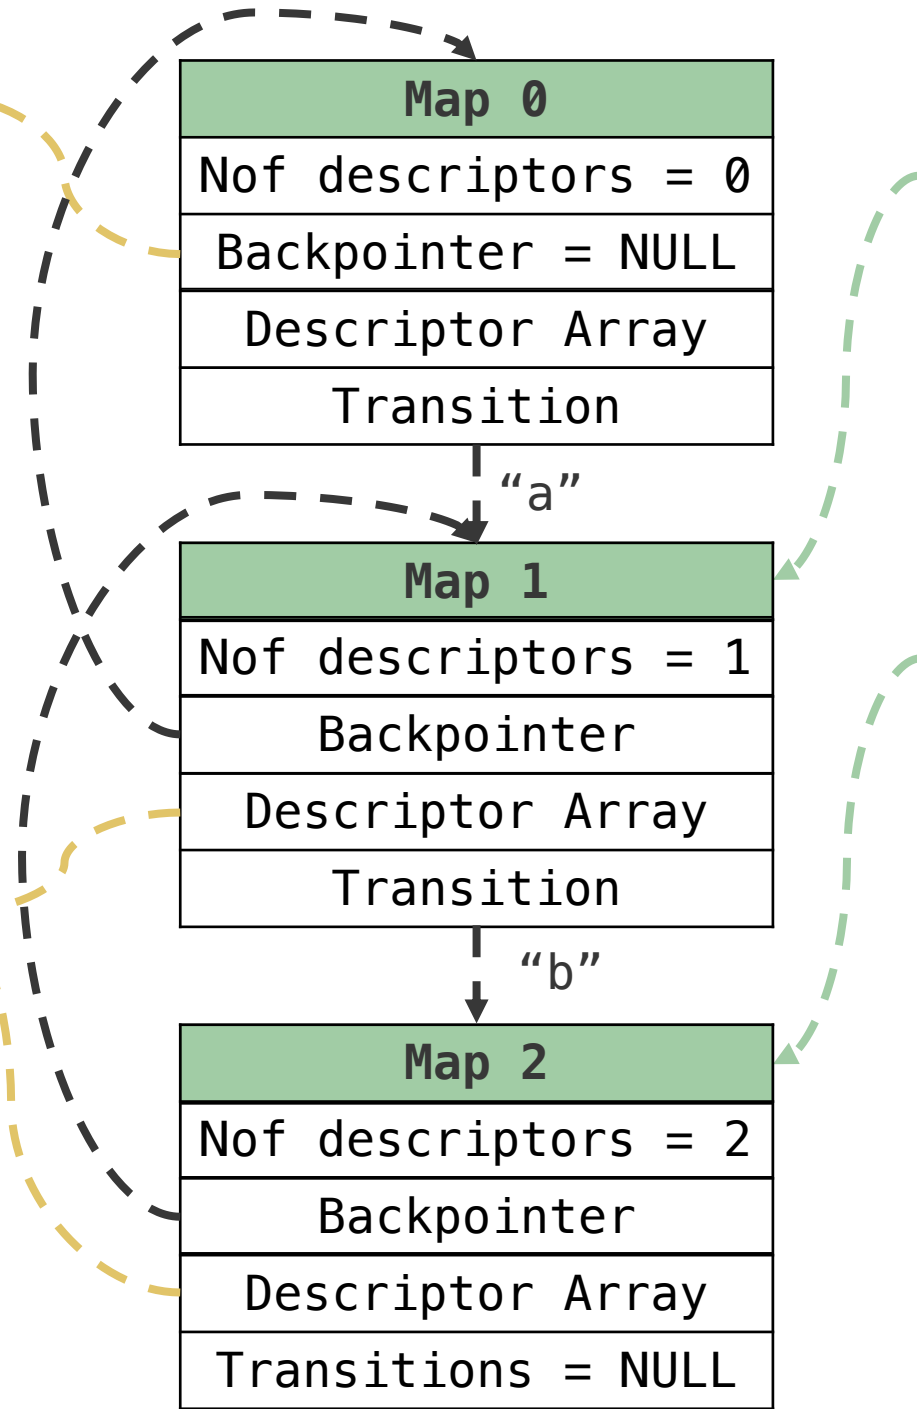 Map 0
Nof descriptors = 0
Backpointer = NULL
Descriptor Array
Transition
“a”
Map 1
Nof descriptors = 1
Backpointer
Descriptor Array
Transition
“b”
Map 2
Nof descriptors = 2
Backpointer
Descriptor Array
Transitions = NULL